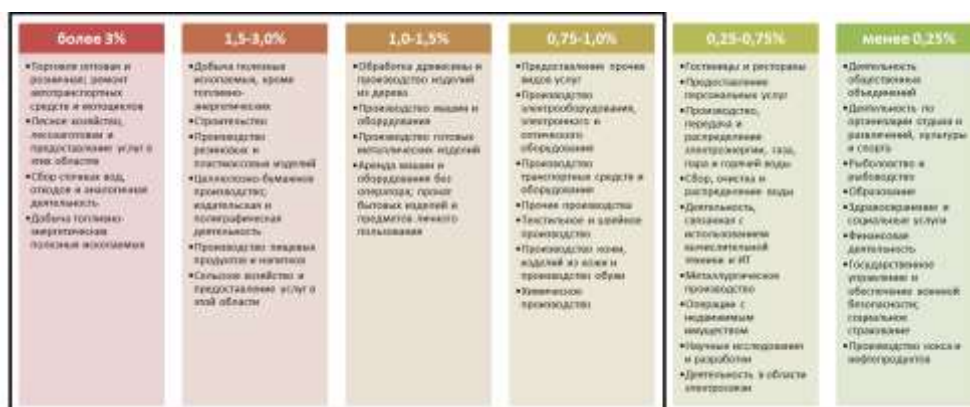 более 3%
•Торговля оптовая и
розничная; ремонт
автотранспортных
средств и мотоциклов
•Лесное хозяйство,
лесозаготовки и
предоставление услуг в
этих областях
•Сбор сточных вод,
отходов и аналогичная
деятельность
•Добыча топливно-
энергетических
полезных ископаемых
1,5-3,0%
•Добыча полезных
ископаемых, кроме
топливно-
энергетических
•Строительство
•Производство
резиновых и
пластмассовых изделий
•Целлюлозно-бумажное
производство;
издательская и
полиграфическая
деятельность
•Производство пищевых
продуктов и напитков
•Сельское хозяйство и
предоставление услуг в
этой области
1,0-1,5%
•Обработка древесины и
производство изделий
из дерева
•Производство машин и
оборудования
•Производство готовых
металлических изделий
•Аренда машин и
оборудования без
оператора; прокат
бытовых изделий и
предметов личного
пользования
0,75-1,0%
•Предоставление прочих
видов услуг
•Производство
электрооборудования,
электронного и
оптического
оборудования
•Производство
транспортных средств и
оборудования
•Прочие производства
•Текстильное и швейное
производство
•Производство кожи,
изделий из кожи и
производство обуви
•Химическое
производство
0,25-0,75%
•Гостиницы и рестораны
•Предоставление
персональных услуг
•Производство,
передача и
распределение
электроэнергии, газа,
пара и горячей воды
•Сбор, очистка и
распределение воды
•Деятельность,
связанная с
использованием
вычислительной
техники и ИТ
•Металлургическое
производство
•Операции с
недвижимым
имуществом
•Научные исследования
и разработки
•Деятельность в области
электросвязи
менее 0,25%
•Деятельность
общественных
объединений
•Деятельность по
организации отдыха и
развлечений, культуры
и спорта
•Рыболовство и
рыбоводство
•Образование
•Здравоохранение и
социальные услуги
•Финансовая
деятельность
•Государственное
управление и
обеспечение военной
безопасности;
социальное
страхование
•Производство кокса и
нефтепродуктов